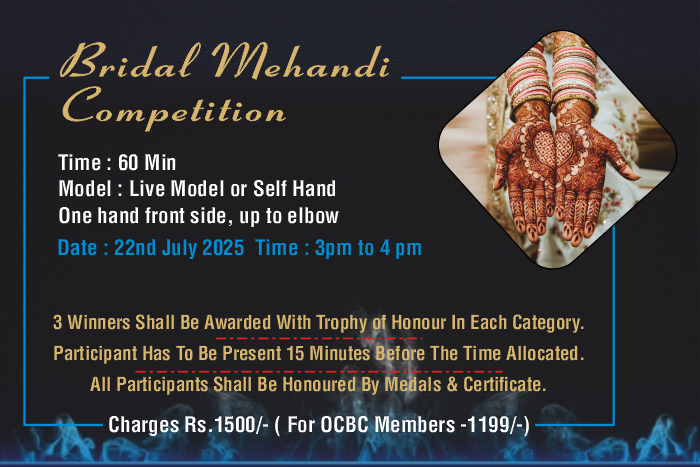 Bridal Mehandi
Competition
Time : 60 Min
Model : Live Model or Self Hand
One hand front side, up to elbow
Date : 22nd July 2025 Time : 3pm to 4 pm
3 Winners Shall Be Awarded With Trophy of Honour In Each Category.
Participant Has To Be Present 15 Minutes Before The Time Allocated.
All Participants Shall Be Honoured By Medals & Certificate.
Charges Rs.1500/- ( For OCBC Members -1199/-)